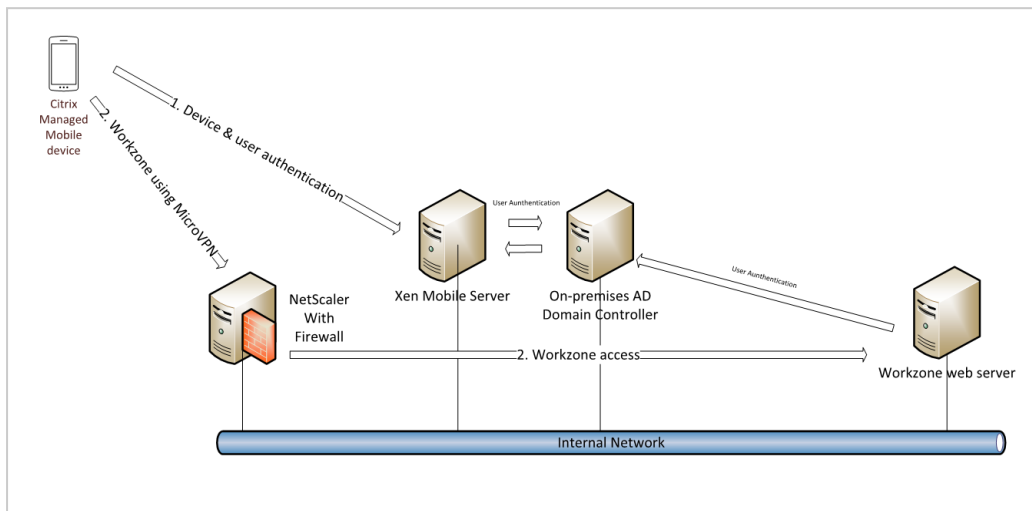 Citrix
Managed
Mobile
device
1. Device & user authentication
2. Workzone using MicroVPN
User Aunthentication
Xen Mobile Server
On-premises AD
Domain Controller
User Aunthentication
NetScaler
With
Firewall
2. Workzone access
Workzone web server
Internal Network